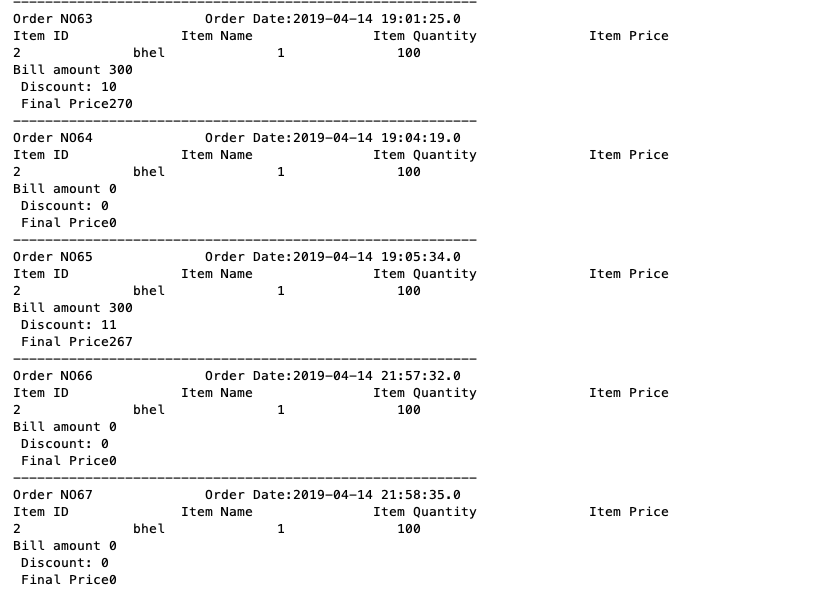 ------------------------------------------------------------
Order NO63 Order Date:2019-04-14 19:01:25.0
Item ID Item Name Item Quantity Item Price
2 bhel 1 100
Bill amount 300
Discount: 10
Final Price270
------------------------------------------------------------
Order NO64 Order Date:2019-04-14 19:04:19.0
Item ID Item Name Item Quantity Item Price
2 bhel 1 100
Bill amount 0
Discount: 0
Final Price0
------------------------------------------------------------
Order NO65 Order Date:2019-04-14 19:05:34.0
Item ID Item Name Item Quantity Item Price
2 bhel 1 100
Bill amount 300
Discount: 11
Final Price267
------------------------------------------------------------
Order NO66 Order Date:2019-04-14 21:57:32.0
Item ID Item Name Item Quantity Item Price
2 bhel 1 100
Bill amount 0
Discount: 0
Final Price0
------------------------------------------------------------
Order NO67 Order Date:2019-04-14 21:58:35.0
Item ID Item Name Item Quantity Item Price
2 bhel 1 100
Bill amount 0
Discount: 0
Final Price0